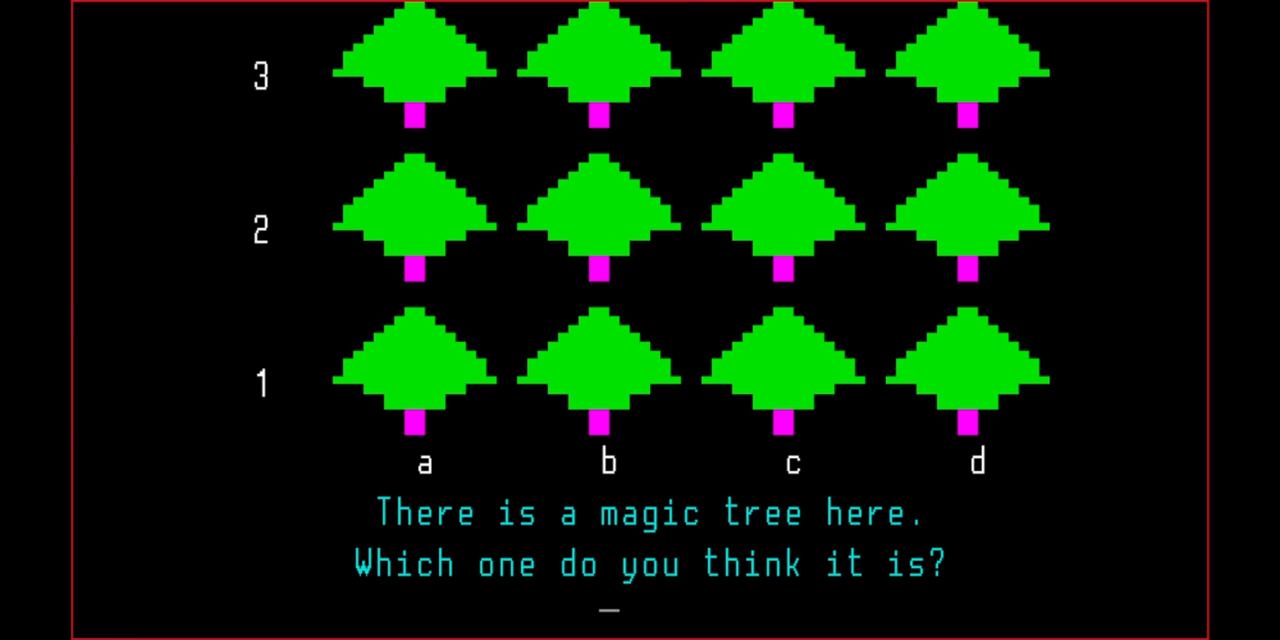 3
2
1
a b c d
There is a magic tree here.
Which one do you think it is?
_